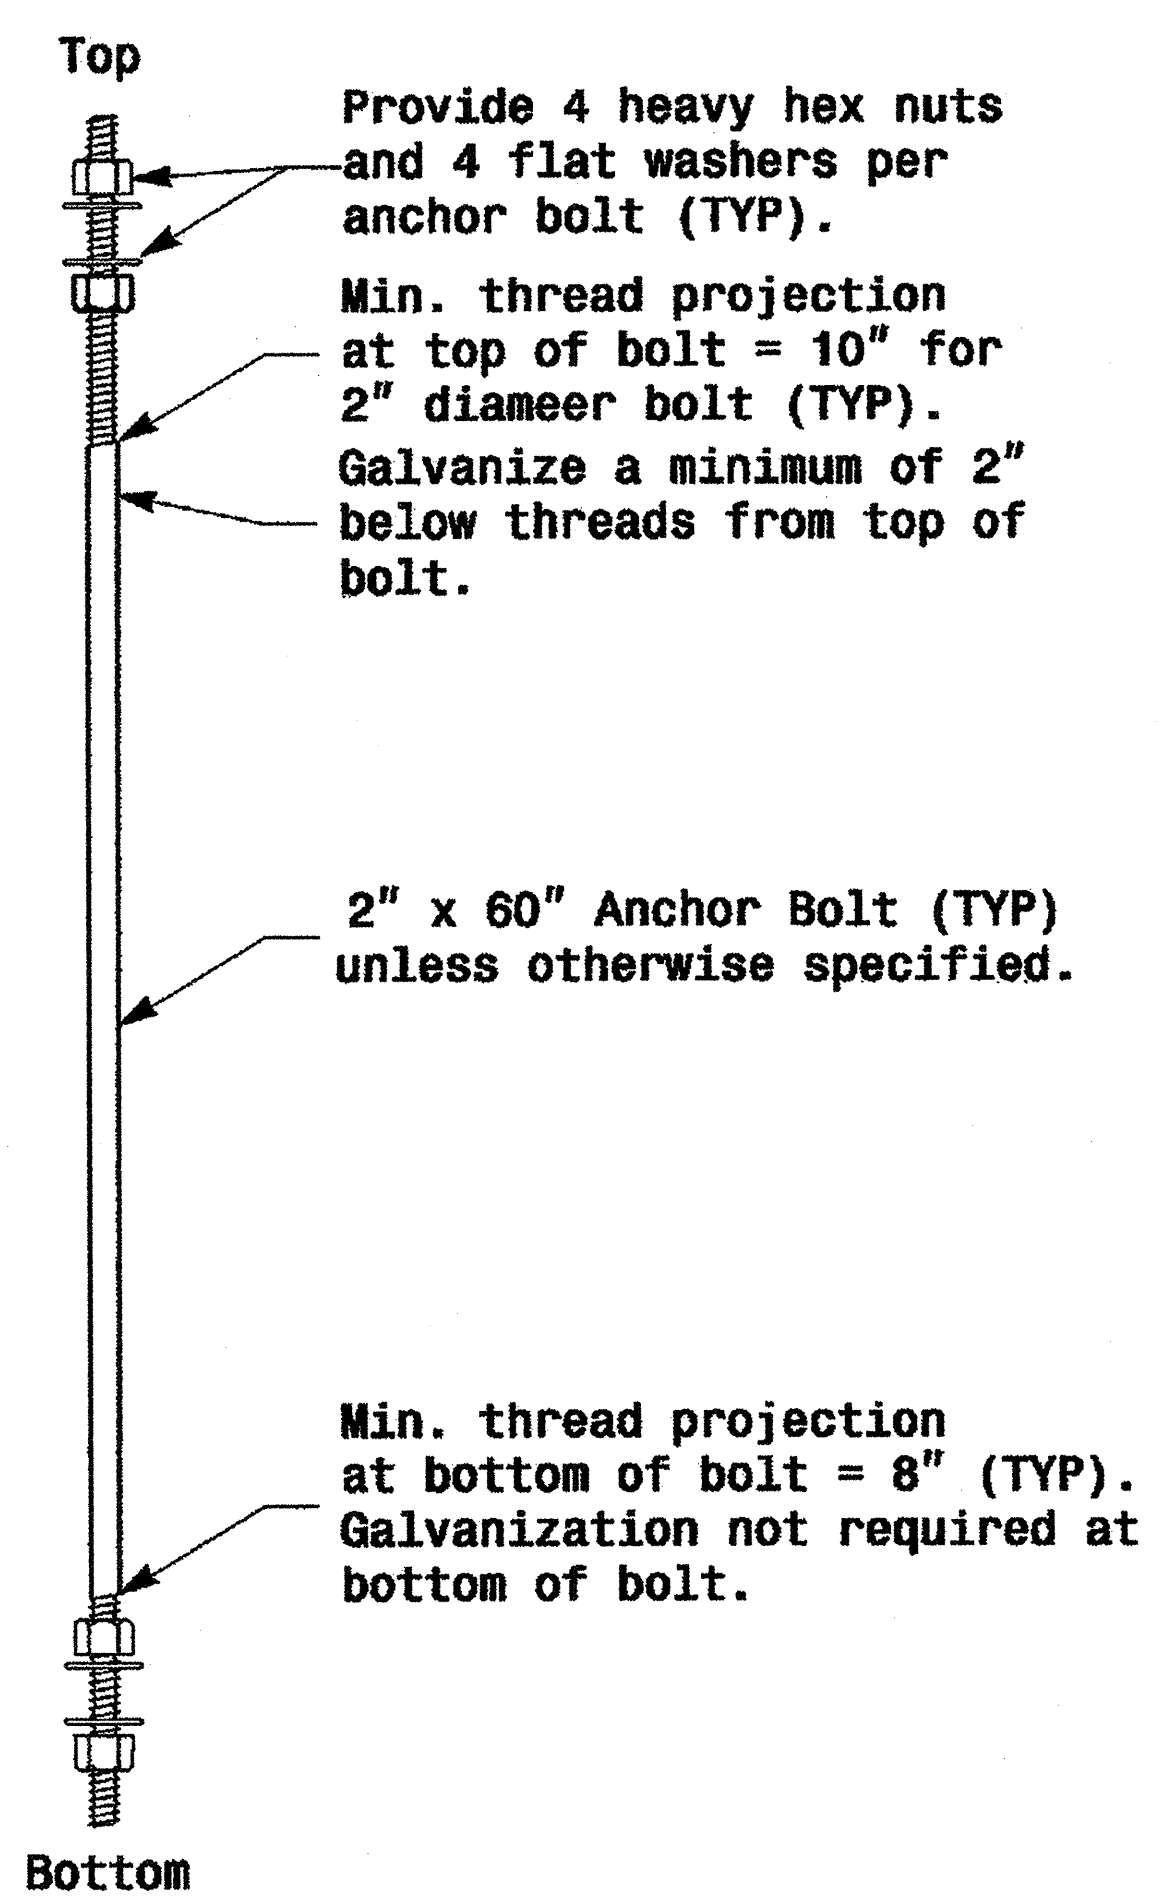 Top
Provide 4 heavy hex nuts
and 4 flat washers per
anchor bolt (TYP).
Min. thread projection
at top of bolt = 10" for
2" diameer bolt (TYP).
Galvanize a minimum of 2"
below threads from top of
bolt.
2" x 60" Anchor Bolt (TYP)
unless otherwise specified.
Min. thread projection
at bottom of bolt = 8" (TYP).
Galvanization not required at
bottom of bolt.
Bottom